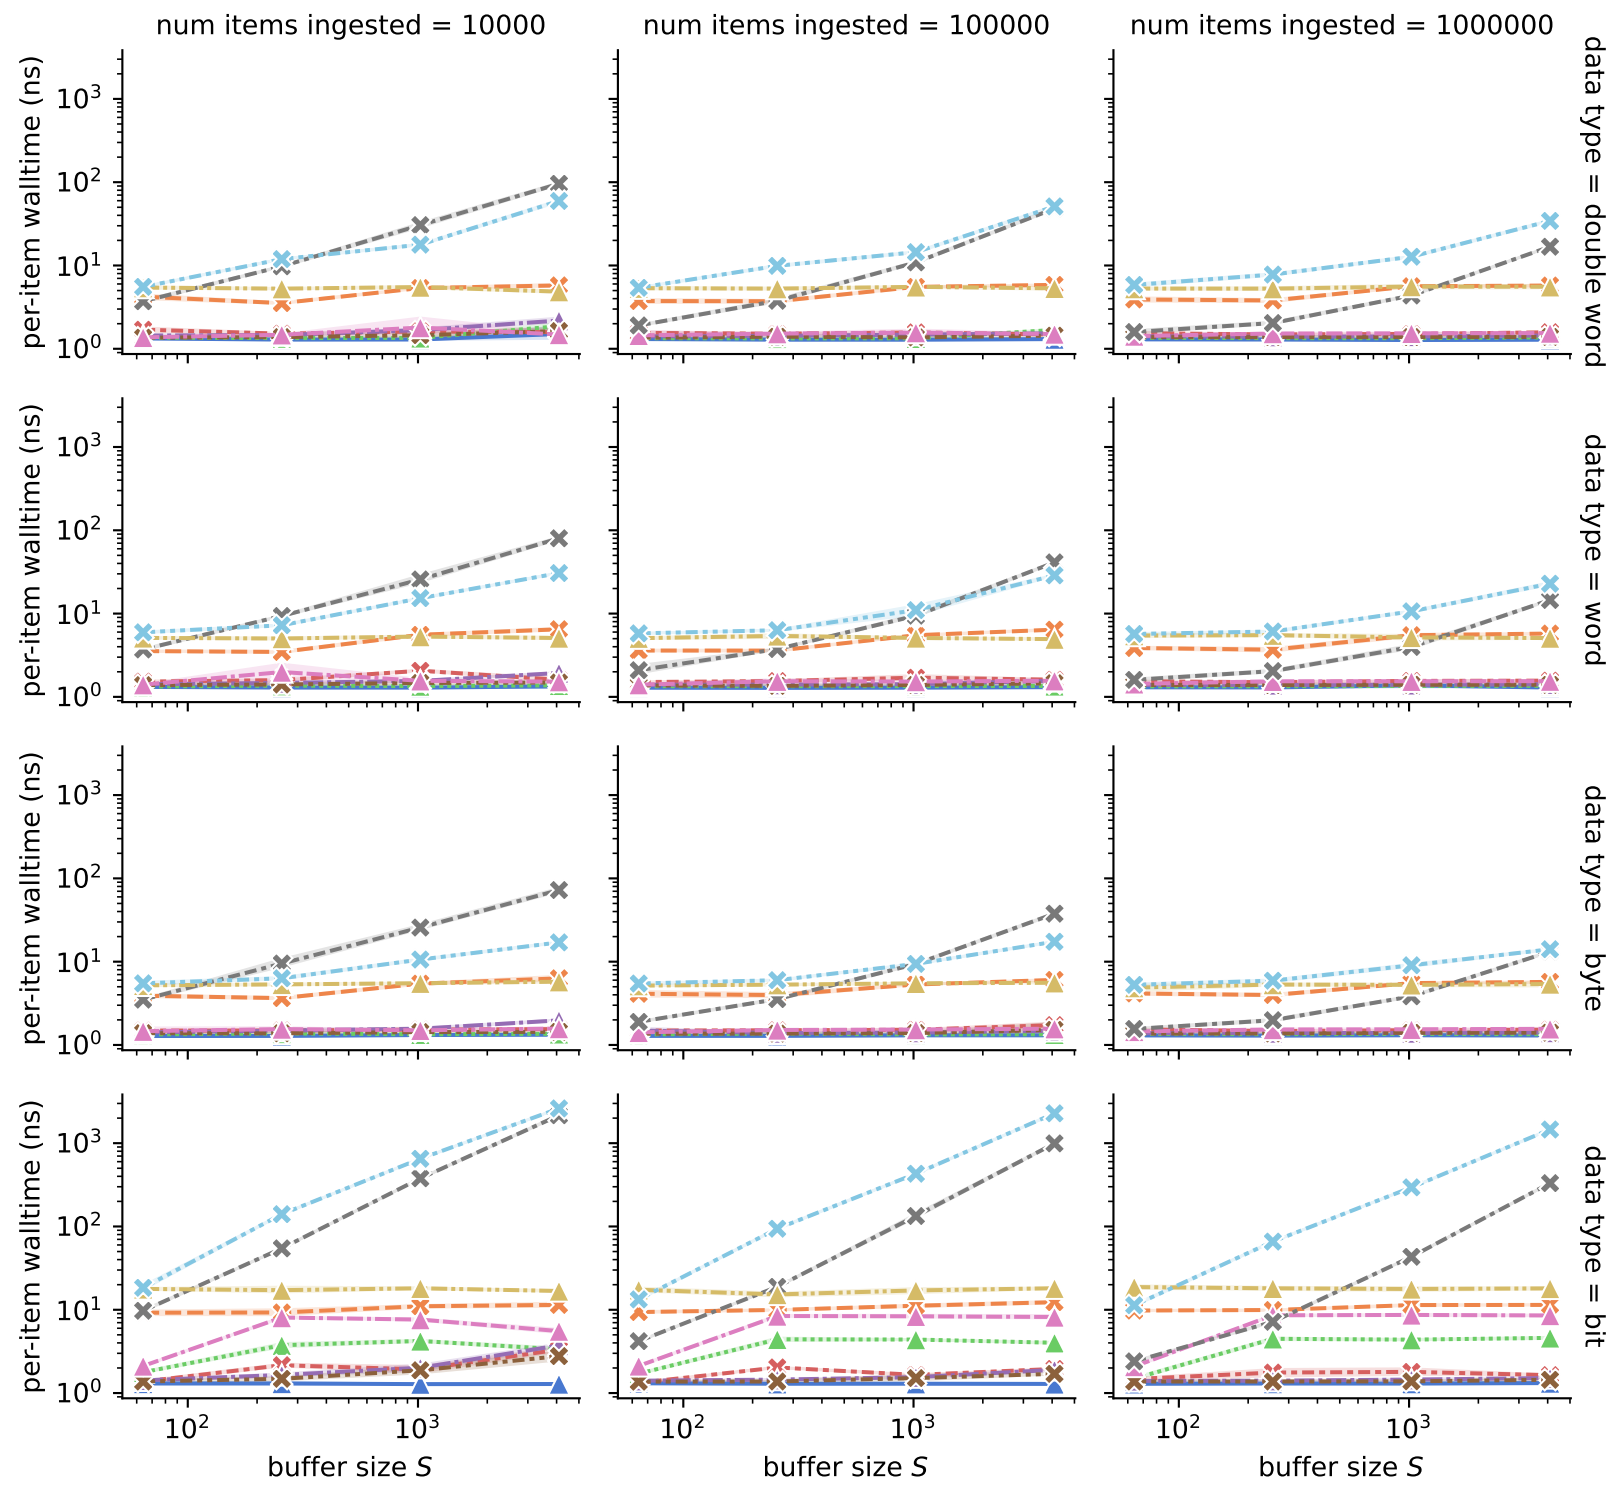 num items ingested = 10000
num items ingested = 100000
num items ingested = 1000000
per-item walltime (ns)
10³
10²
10¹
10⁰
data type = double word
per-item walltime (ns)
10³
10²
10¹
10⁰
data type = word
per-item walltime (ns)
10³
10²
10¹
10⁰
data type = byte
per-item walltime (ns)
10³
10²
10¹
10⁰
data type = bit
10² 10³
10² 10³
10² 10³
buffer size S
buffer size S
buffer size S